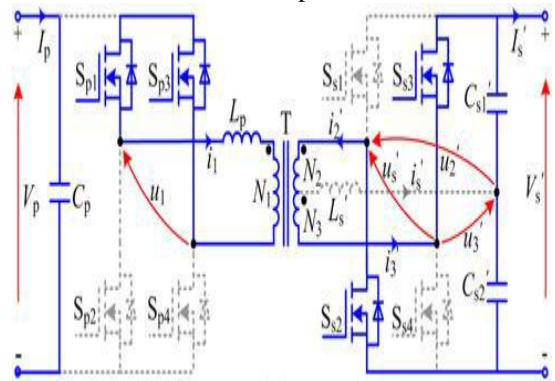 + I_p I_s' +
S_p1 S_p3 S_s1 S_s3 C_s1'
L_p T i_2'
i_1 N_2 u_s' i_s' u_2'
V_p C_p u_1 N_1 L_s' V_s'
N_3 i_3' u_3'
S_p2 S_p4 S_s2 S_s4 C_s2'
- -